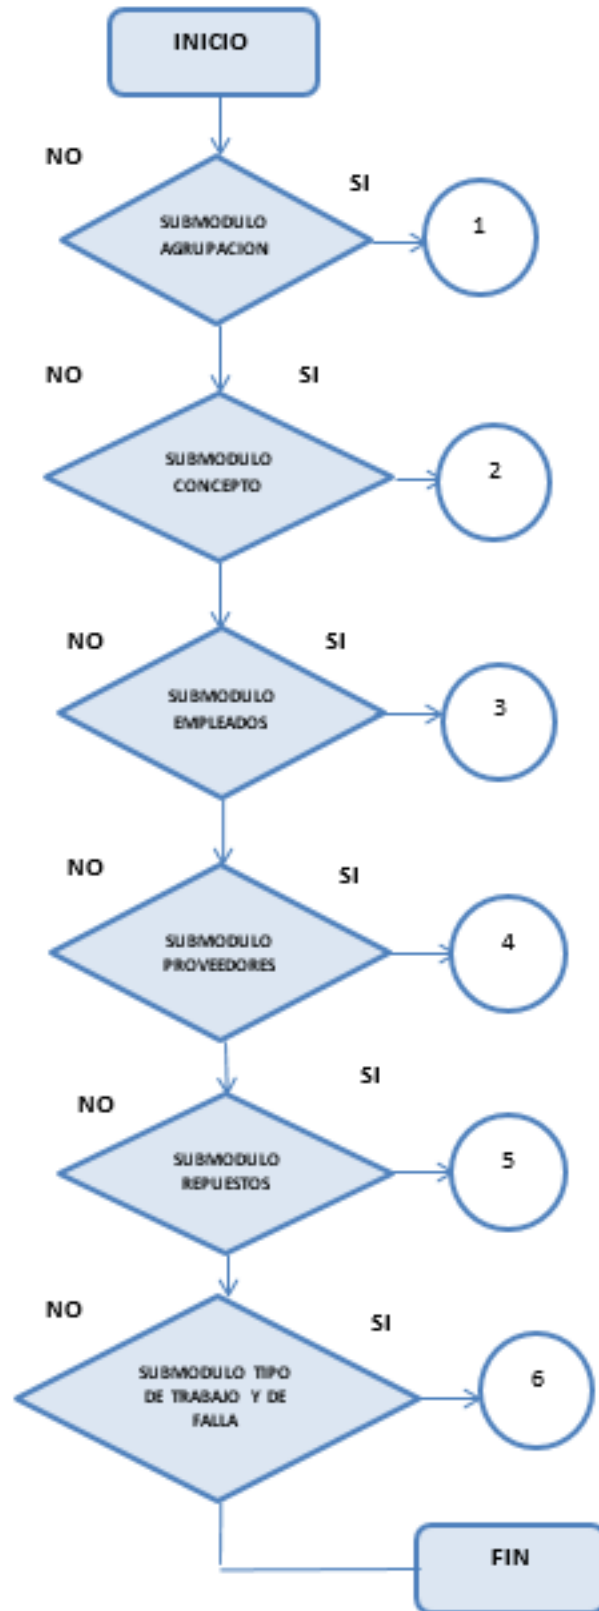 INICIO
NO
SI
SUBMODULO
AGRUPACION
1
NO
SI
SUBMODULO
CONCEPTO
2
NO
SI
SUBMODULO
EMPLEADOS
3
NO
SI
SUBMODULO
PROVEEDORES
4
SI
NO
SUBMODULO
REPUESTOS
5
NO
SI
SUBMODULO TIPO
DE TRABAJO Y DE
FALLA
6
FIN